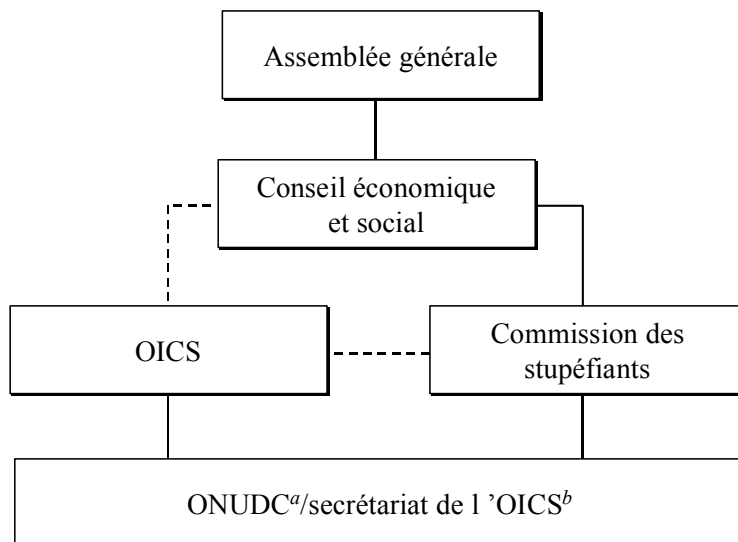 Assemblée générale
Conseil économique
et social
OICS
Commission des
stupéfiants
ONUDCa/secrétariat de l ’OICSb